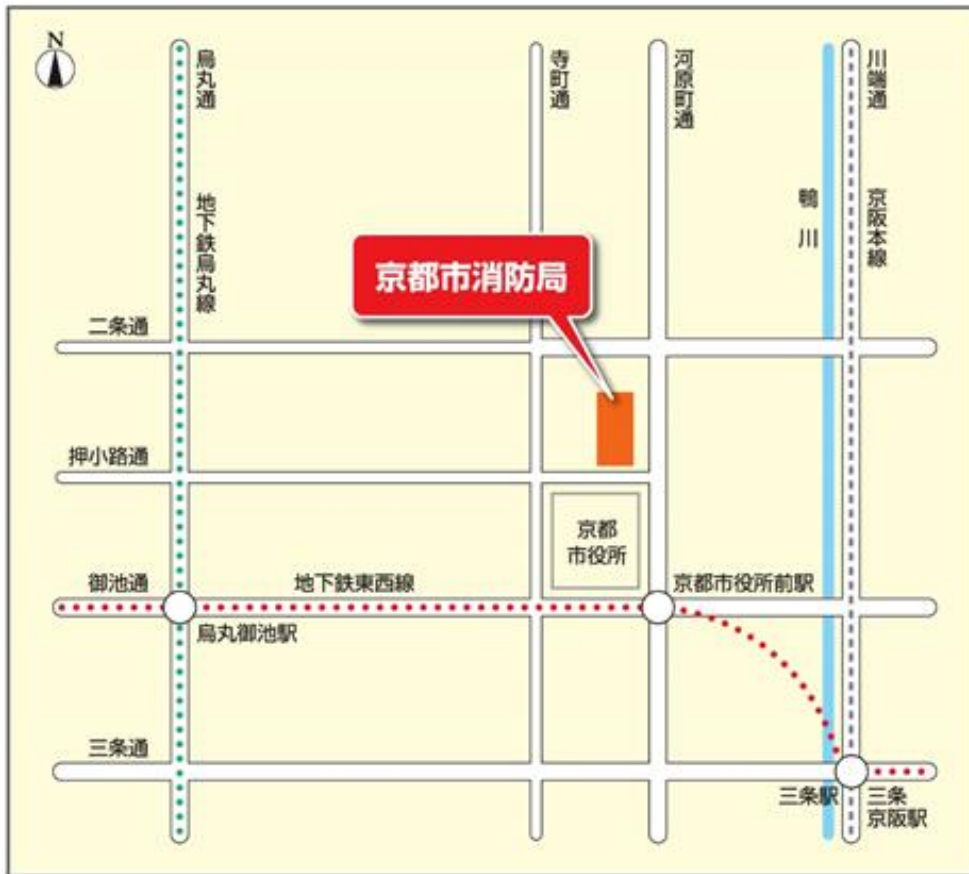 N
烏丸通
寺町通
河原町通
川端通
地下鉄烏丸線
鴨川
京阪本線
京都市消防局
二条通
押小路通
京都
市役所
御池通
地下鉄東西線
京都市役所前駅
烏丸御池駅
三条通
三条駅
三条
京阪駅